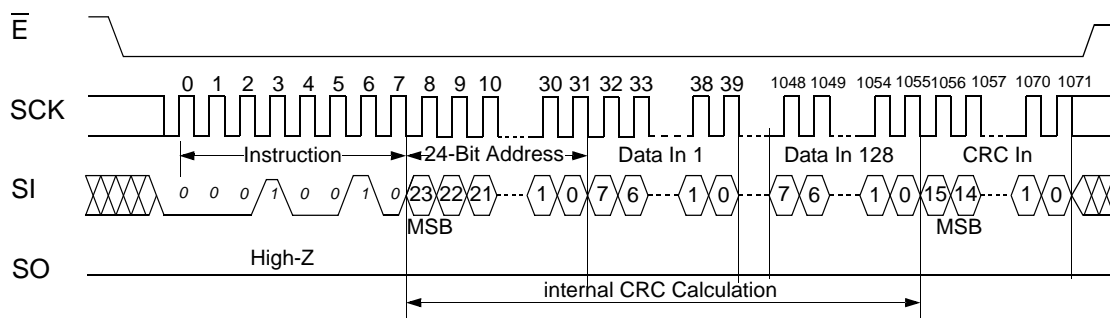 E
0 1 2 3 4 5 6 7 8 9 10 30 31 32 33 38 39 1048 1049 1054 1055 1056 1057 1070 1071
SCK
Instruction 24-Bit Address Data In 1 Data In 128 CRC In
SI 0 0 0 1 0 0 1 0 23 22 21 1 0 7 6 1 0 7 6 1 0 15 14 1 0
MSB MSB
High-Z
SO
internal CRC Calculation